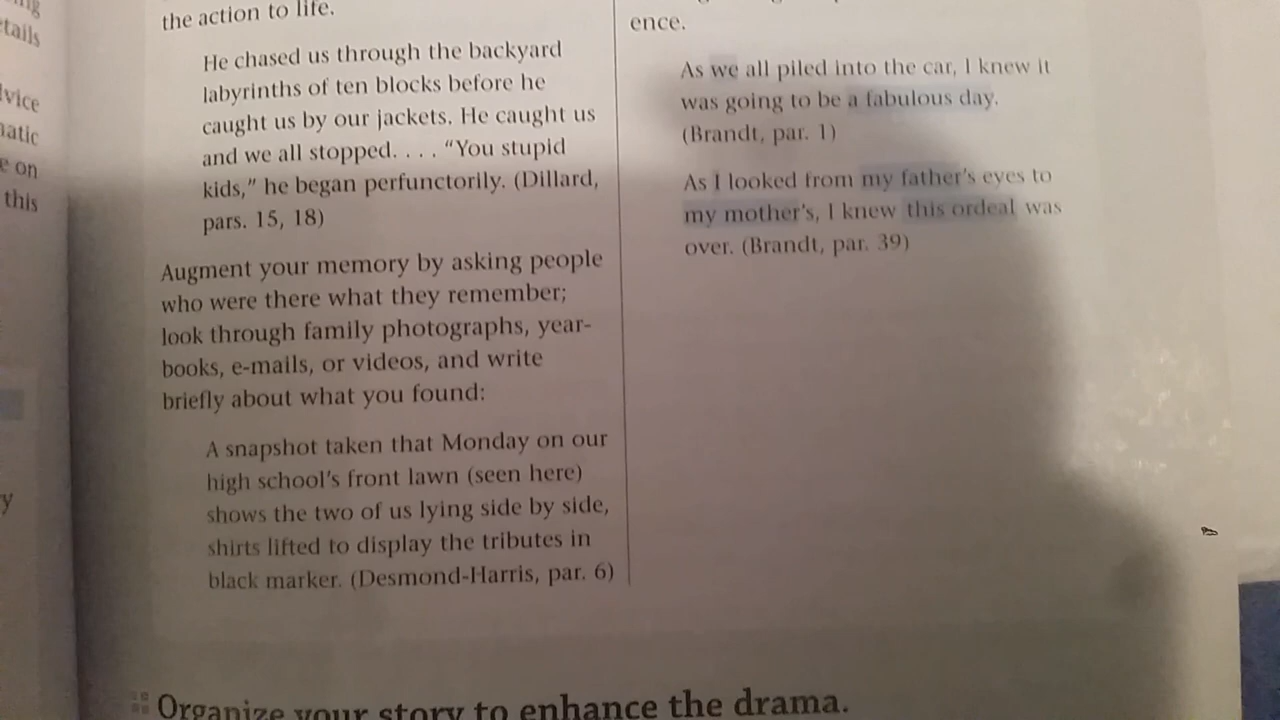 tails
vice
e on
this
y
the action to life.
He chased us through the backyard
labyrinths of ten blocks before he
caught us by our jackets. He caught us
and we all stopped. . . . “You stupid
kids,” he began perfunctorily. (Dillard,
pars. 15, 18)
Augment your memory by asking people
who were there what they remember;
look through family photographs, year-
books, e-mails, or videos, and write
briefly about what you found:
A snapshot taken that Monday on our
high school’s front lawn (seen here)
shows the two of us lying side by side,
shirts lifted to display the tributes in
black marker. (Desmond-Harris, par. 6)
ence.
As we all piled into the car, I knew it
was going to be a fabulous day.
(Brandt, par. 1)
As I looked from my father’s eyes to
my mother’s, I knew this ordeal was
over. (Brandt, par. 39)
Organize your story to enhance the drama.